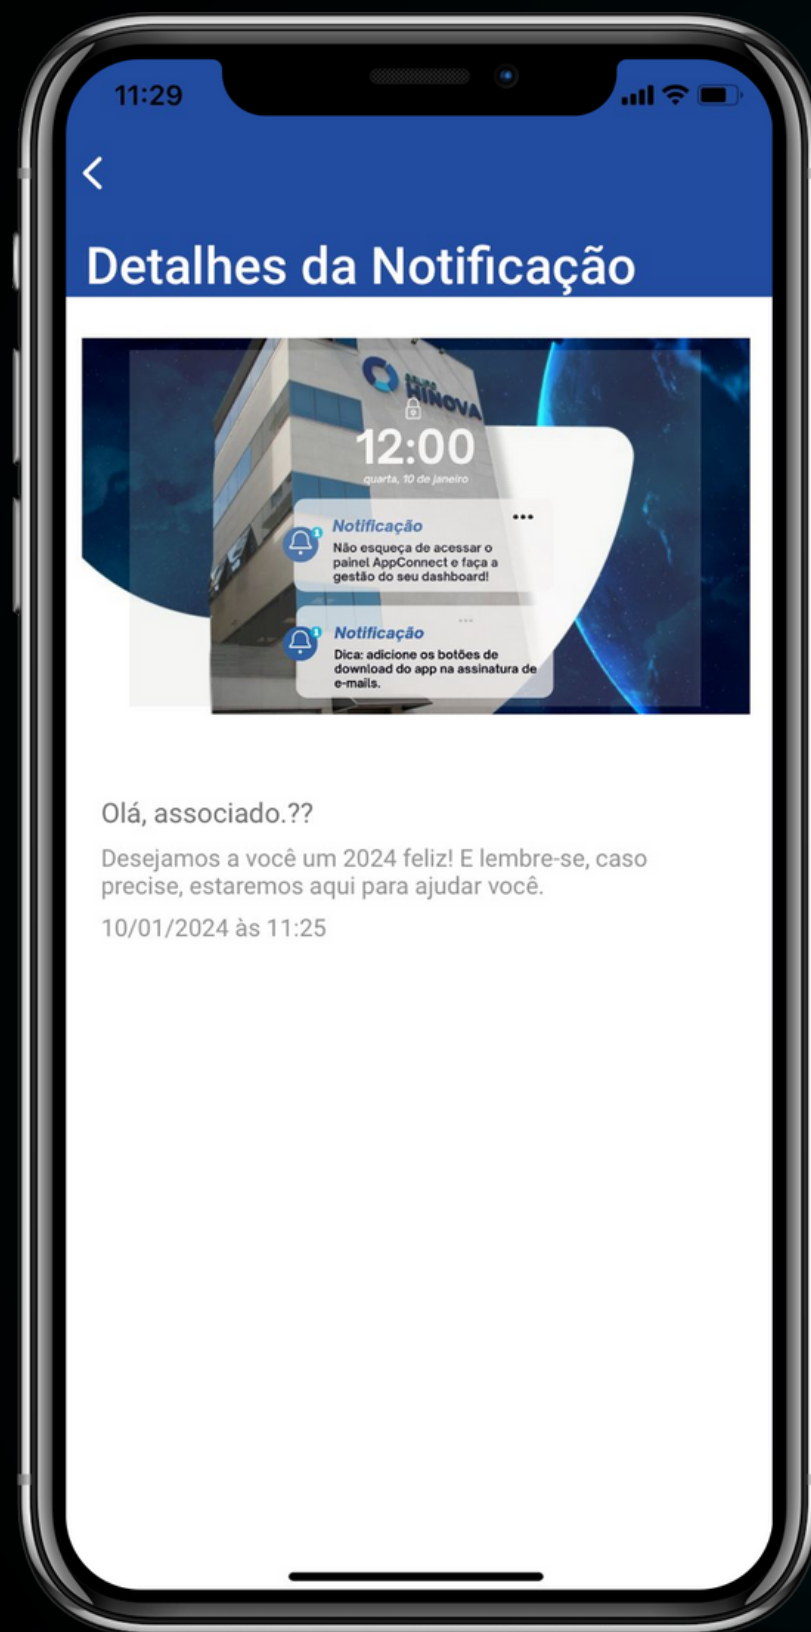 11:29
Detalhes da Notificação
GRUPO
HINOVA
12:00
quarta, 10 de janeiro
Notificação
Não esqueça de acessar o
painel AppConnect e faça a
gestão do seu dashboard!
Notificação
Dica: adicione os botões de
download do app na assinatura de
e-mails.
Olá, associado.??
Desejamos a você um 2024 feliz! E lembre-se, caso
precise, estaremos aqui para ajudar você.
10/01/2024 às 11:25